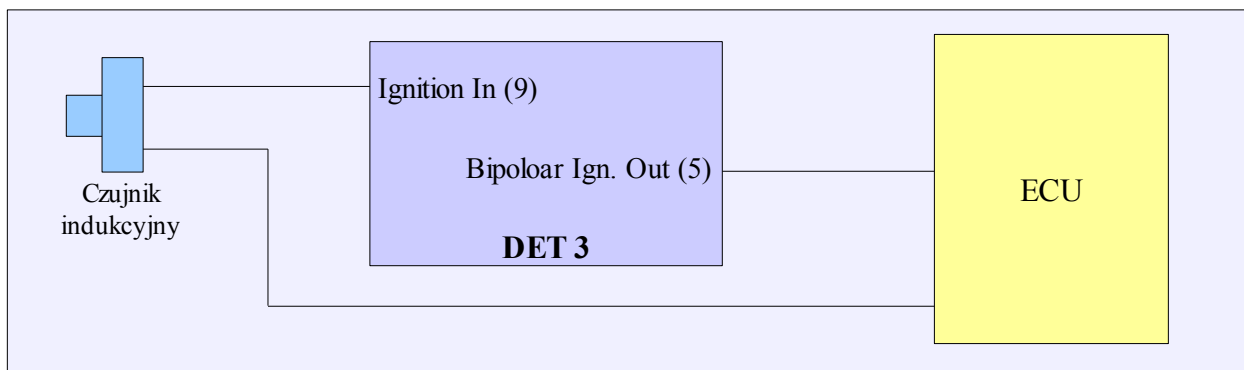 Ignition In (9)
Bipoloar Ign. Out (5)
DET 3
Czujnik
indukcyjny
ECU